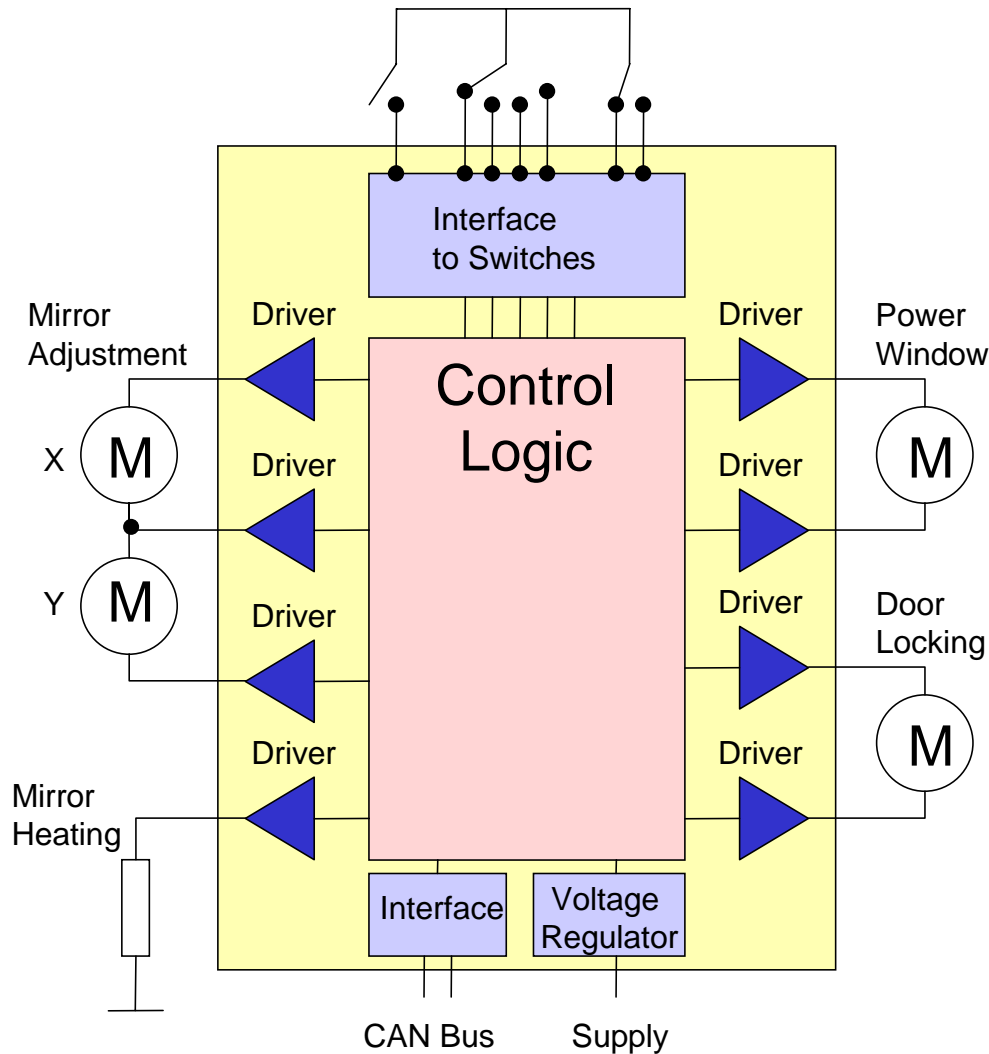 Interface
to Switches
Mirror
Adjustment
Driver
Driver
Power
Window
Control
Logic
X
M
M
Driver
Driver
Y
M
Driver
Driver
Door
Locking
M
Driver
Driver
Mirror
Heating
Interface
Voltage
Regulator
CAN Bus
Supply